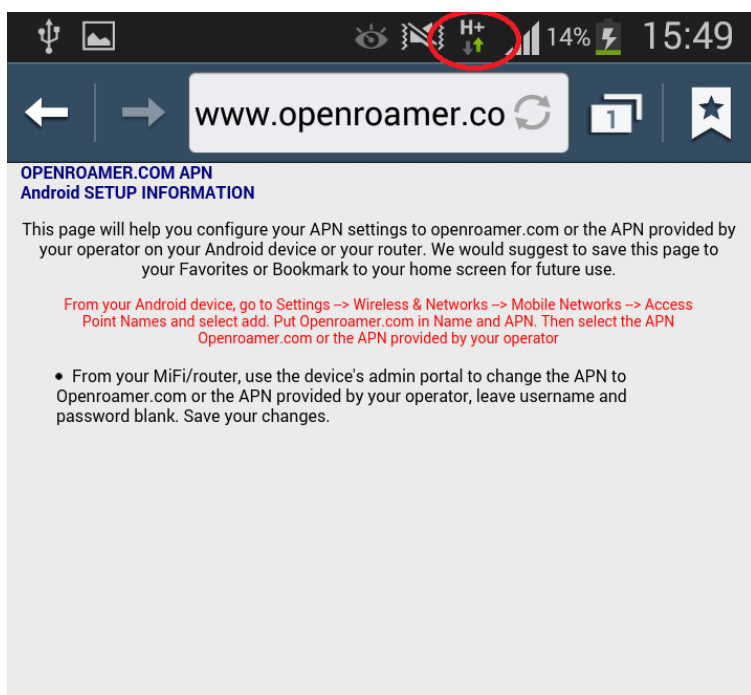 H+
14%
15:49
www.openroamer.co
1
OPENROAMER.COM APN
Android SETUP INFORMATION
This page will help you configure your APN settings to openroamer.com or the APN provided by
your operator on your Android device or your router. We would suggest to save this page to
your Favorites or Bookmark to your home screen for future use.
From your Android device, go to Settings --> Wireless & Networks --> Mobile Networks --> Access
Point Names and select add. Put Openroamer.com in Name and APN. Then select the APN
Openroamer.com or the APN provided by your operator
• From your MiFi/router, use the device's admin portal to change the APN to
Openroamer.com or the APN provided by your operator, leave username and
password blank. Save your changes.